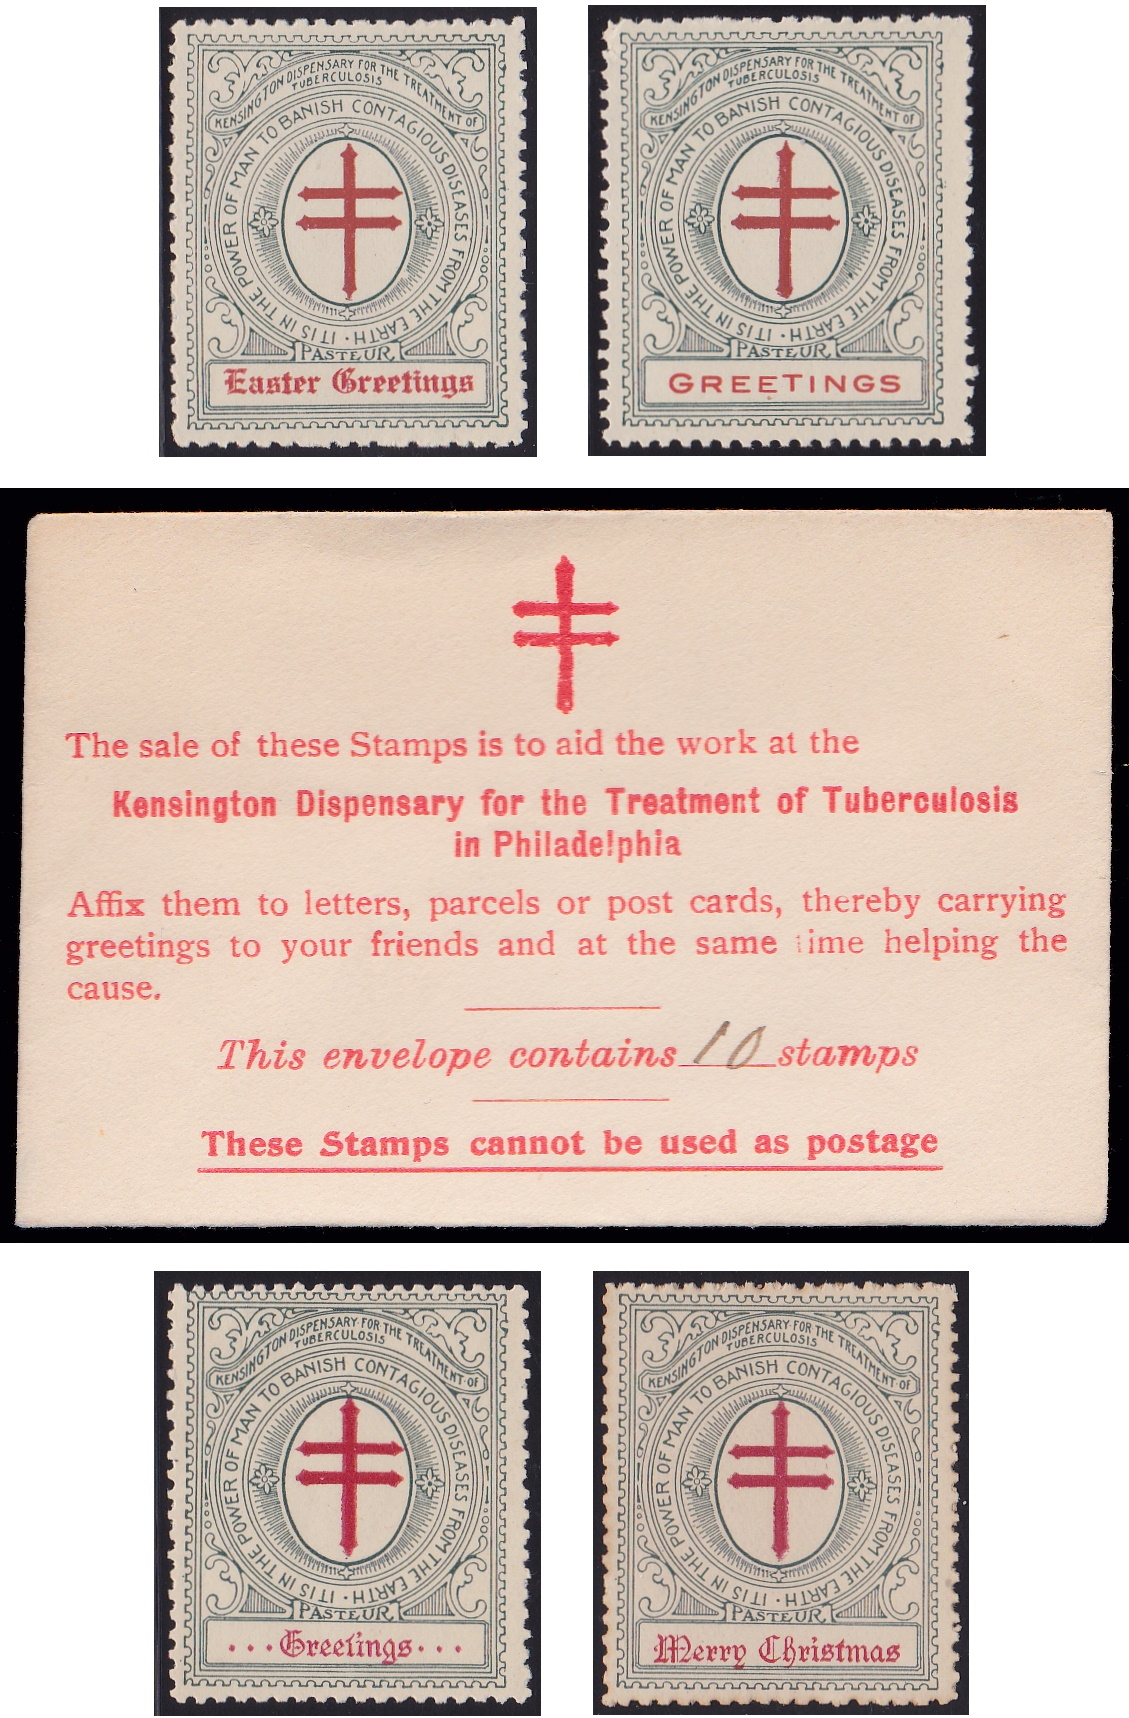 KENSINGTON DISPENSARY FOR THE TREATMENT OF
TUBERCULOSIS
IT IS IN THE POWER OF MAN TO BANISH CONTAGIOUS DISEASES FROM THE EARTH ·
PASTEUR
Easter Greetings
KENSINGTON DISPENSARY FOR THE TREATMENT OF
TUBERCULOSIS
IT IS IN THE POWER OF MAN TO BANISH CONTAGIOUS DISEASES FROM THE EARTH ·
PASTEUR
GREETINGS
The sale of these Stamps is to aid the work at the
Kensington Dispensary for the Treatment of Tuberculosis
in Philadelphia
Affix them to letters, parcels or post cards, thereby carrying
greetings to your friends and at the same time helping the
cause.
This envelope contains 10 stamps
These Stamps cannot be used as postage
KENSINGTON DISPENSARY FOR THE TREATMENT OF
TUBERCULOSIS
IT IS IN THE POWER OF MAN TO BANISH CONTAGIOUS DISEASES FROM THE EARTH ·
PASTEUR
...Greetings...
KENSINGTON DISPENSARY FOR THE TREATMENT OF
TUBERCULOSIS
IT IS IN THE POWER OF MAN TO BANISH CONTAGIOUS DISEASES FROM THE EARTH ·
PASTEUR
Merry Christmas